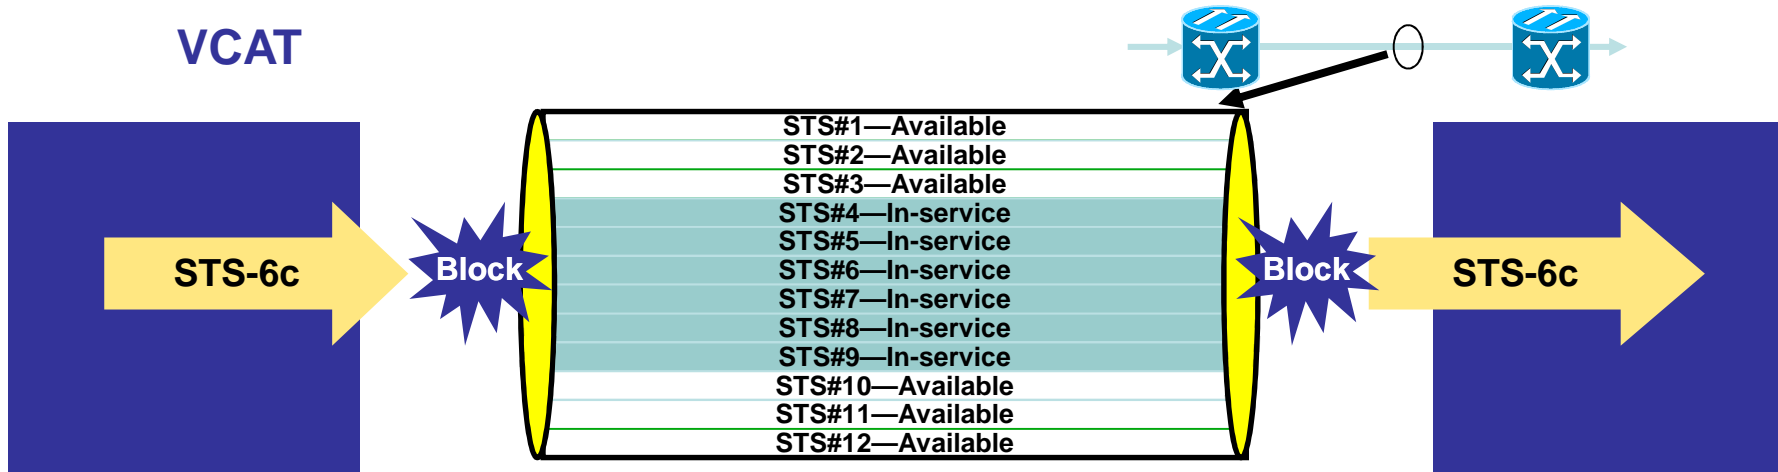 VCAT
STS#1—Available
STS#2—Available
STS#3—Available
STS#4—In-service
STS#5—In-service
STS-6c
Block
STS#6—In-service
Block
STS-6c
STS#7—In-service
STS#8—In-service
STS#9—In-service
STS#10—Available
STS#11—Available
STS#12—Available